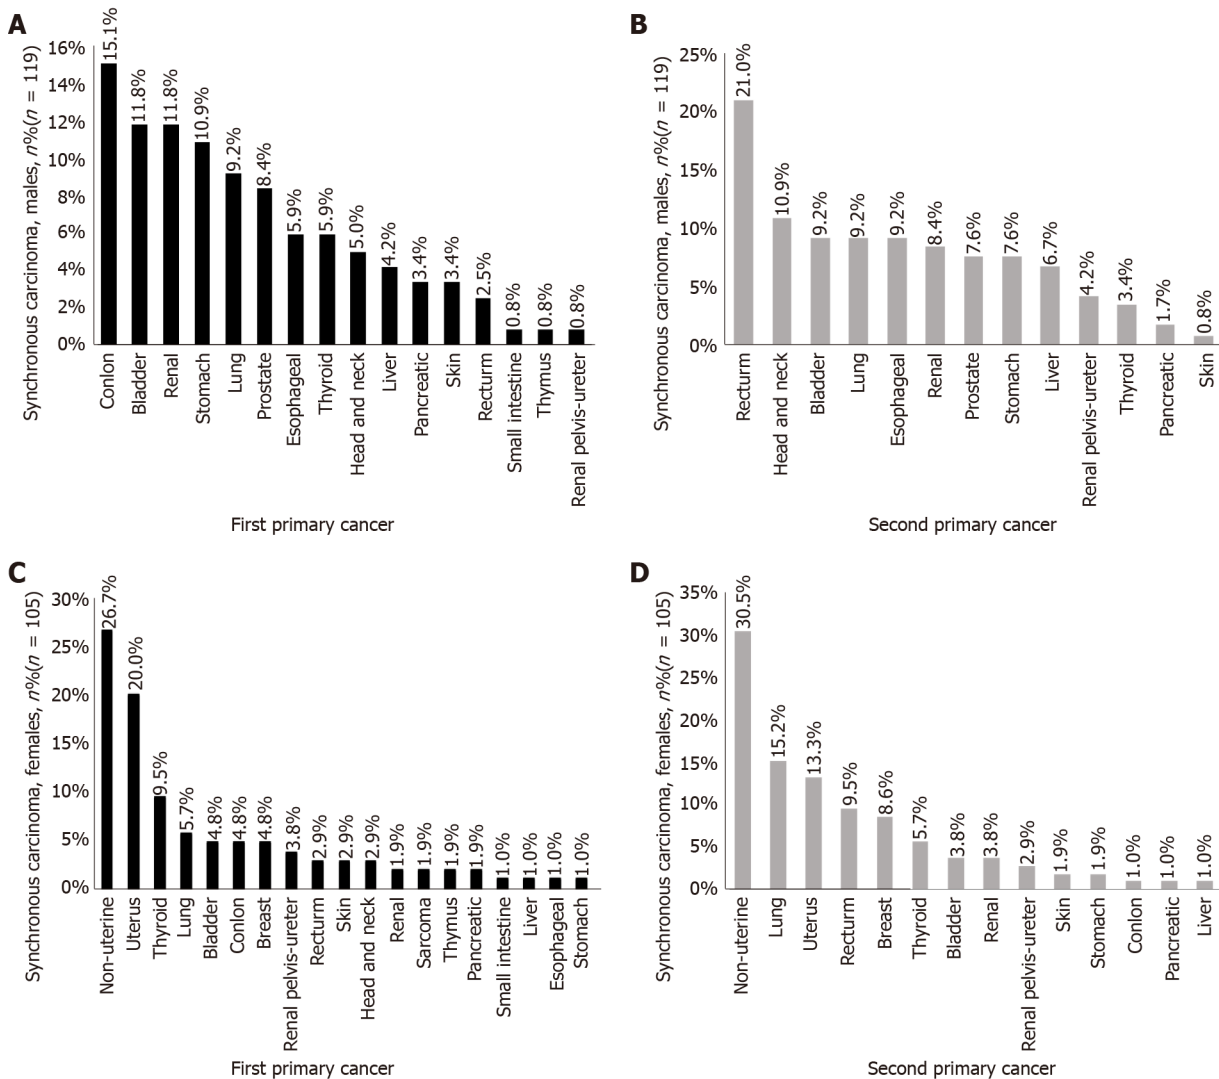 A
Synchronous carcinoma, males, n%(n = 119)
16%
14%
12%
10%
8%
6%
4%
2%
0%
15.1%
11.8%
11.8%
10.9%
9.2%
8.4%
5.9%
5.9%
5.0%
4.2%
3.4%
3.4%
2.5%
0.8%
0.8%
0.8%
Conlon
Bladder
Renal
Stomach
Lung
Prostate
Esophageal
Thyroid
Head and neck
Liver
Pancreatic
Skin
Recturm
Small intestine
Thymus
Renal pelvis-ureter
First primary cancer
B
Synchronous carcinoma, males, n%(n = 119)
25%
20%
15%
10%
5%
0%
21.0%
10.9%
9.2%
9.2%
9.2%
8.4%
7.6%
7.6%
6.7%
4.2%
3.4%
1.7%
0.8%
Recturm
Head and neck
Bladder
Lung
Esophageal
Renal
Prostate
Stomach
Liver
Renal pelvis-ureter
Thyroid
Pancreatic
Skin
Second primary cancer
C
Synchronous carcinoma, females, n%(n = 105)
30%
25%
20%
15%
10%
5%
0%
26.7%
20.0%
9.5%
5.7%
4.8%
4.8%
4.8%
3.8%
2.9%
2.9%
2.9%
1.9%
1.9%
1.9%
1.9%
1.0%
1.0%
1.0%
1.0%
Non-uterine
Uterus
Thyroid
Lung
Bladder
Conlon
Breast
Renal pelvis-ureter
Recturm
Skin
Head and neck
Renal
Sarcoma
Thymus
Pancreatic
Small intestine
Liver
Esophageal
Stomach
First primary cancer
D
Synchronous carcinoma, females, n%(n = 105)
35%
30%
25%
20%
15%
10%
5%
0%
30.5%
15.2%
13.3%
9.5%
8.6%
5.7%
3.8%
3.8%
2.9%
1.9%
1.9%
1.0%
1.0%
1.0%
Non-uterine
Lung
Uterus
Recturm
Breast
Thyroid
Bladder
Renal
Renal pelvis-ureter
Skin
Stomach
Conlon
Pancreatic
Liver
Second primary cancer